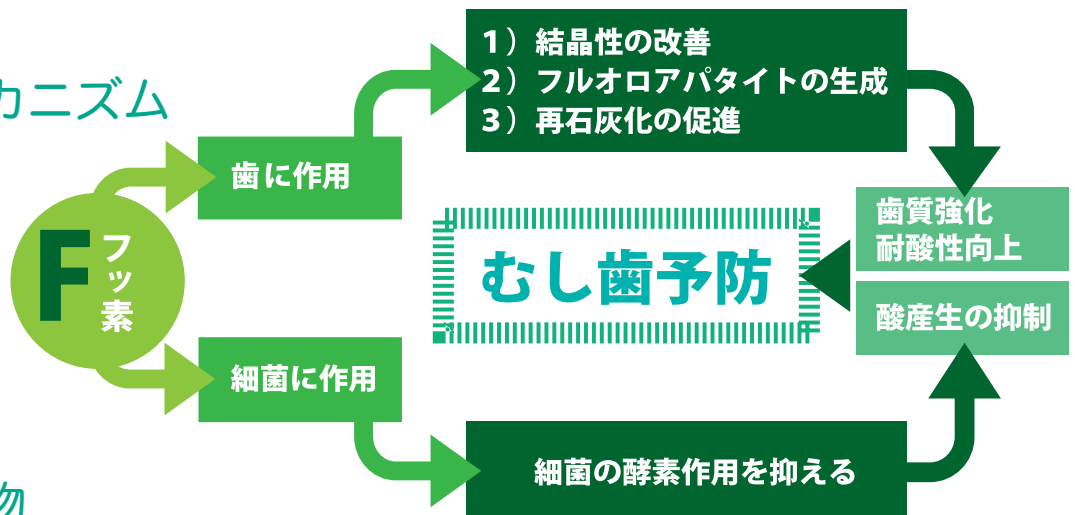 カニズム
F
フッ素
歯に作用
1）結晶性の改善
2）フルオロアパタイトの生成
3）再石灰化の促進
歯質強化
耐酸性向上
むし歯予防
酸産生の抑制
細菌に作用
細菌の酵素作用を抑える
物